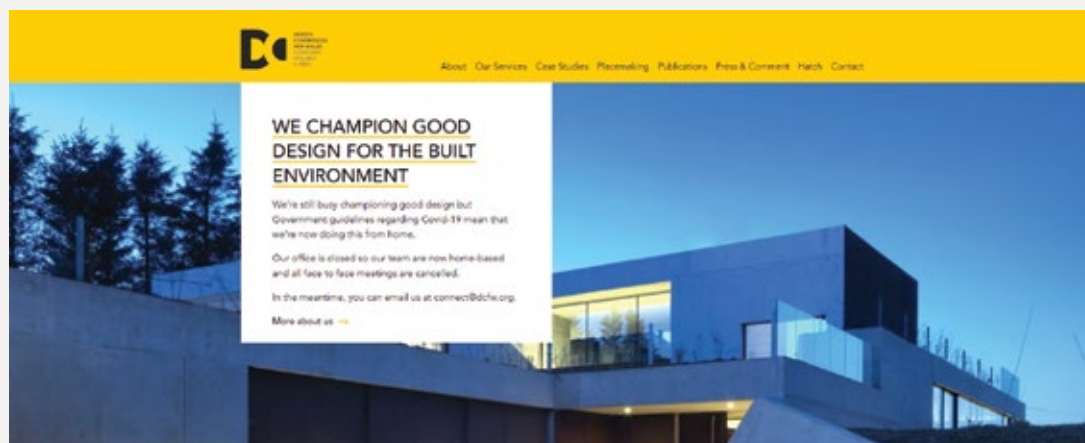 DESIGN
COMMISSION
FOR WALES
About Our Services Case Studies Placemaking Publications Press & Comment Hatch Contact
WE CHAMPION GOOD
DESIGN FOR THE BUILT
ENVIRONMENT
We're still busy championing good design but
Government guidelines regarding Covid-19 mean that
we're now doing this from home.
Our office is closed so our team are now home-based
and all face to face meetings are cancelled.
In the meantime, you can email us at connect@dcfw.org.
More about us →